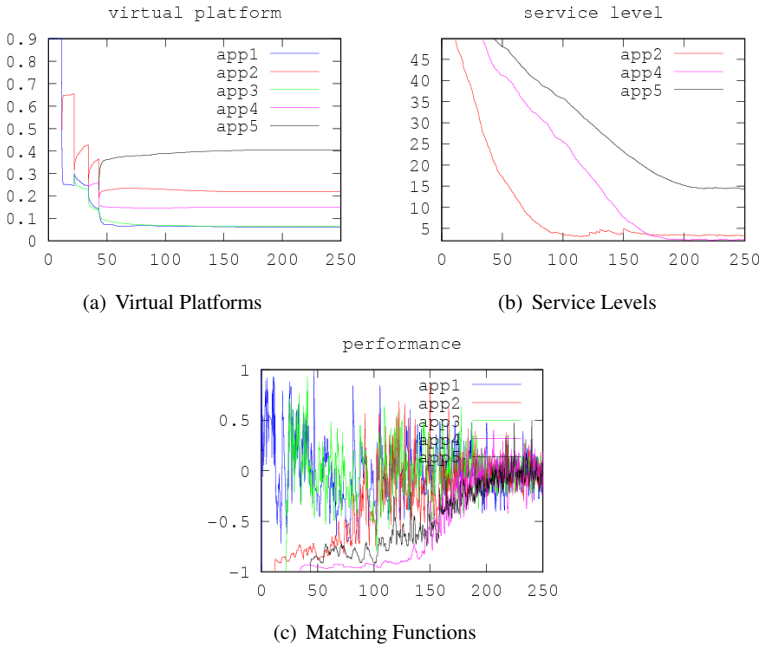 virtual platform
0.9
0.8
0.7
0.6
0.5
0.4
0.3
0.2
0.1
0
app1
app2
app3
app4
app5
0 50 100 150 200 250
(a) Virtual Platforms
service level
45
40
35
30
25
20
15
10
5
app2
app4
app5
0 50 100 150 200 250
(b) Service Levels
performance
1
0.5
0
-0.5
-1
app1
app2
app3
app4
app5
0 50 100 150 200 250
(c) Matching Functions